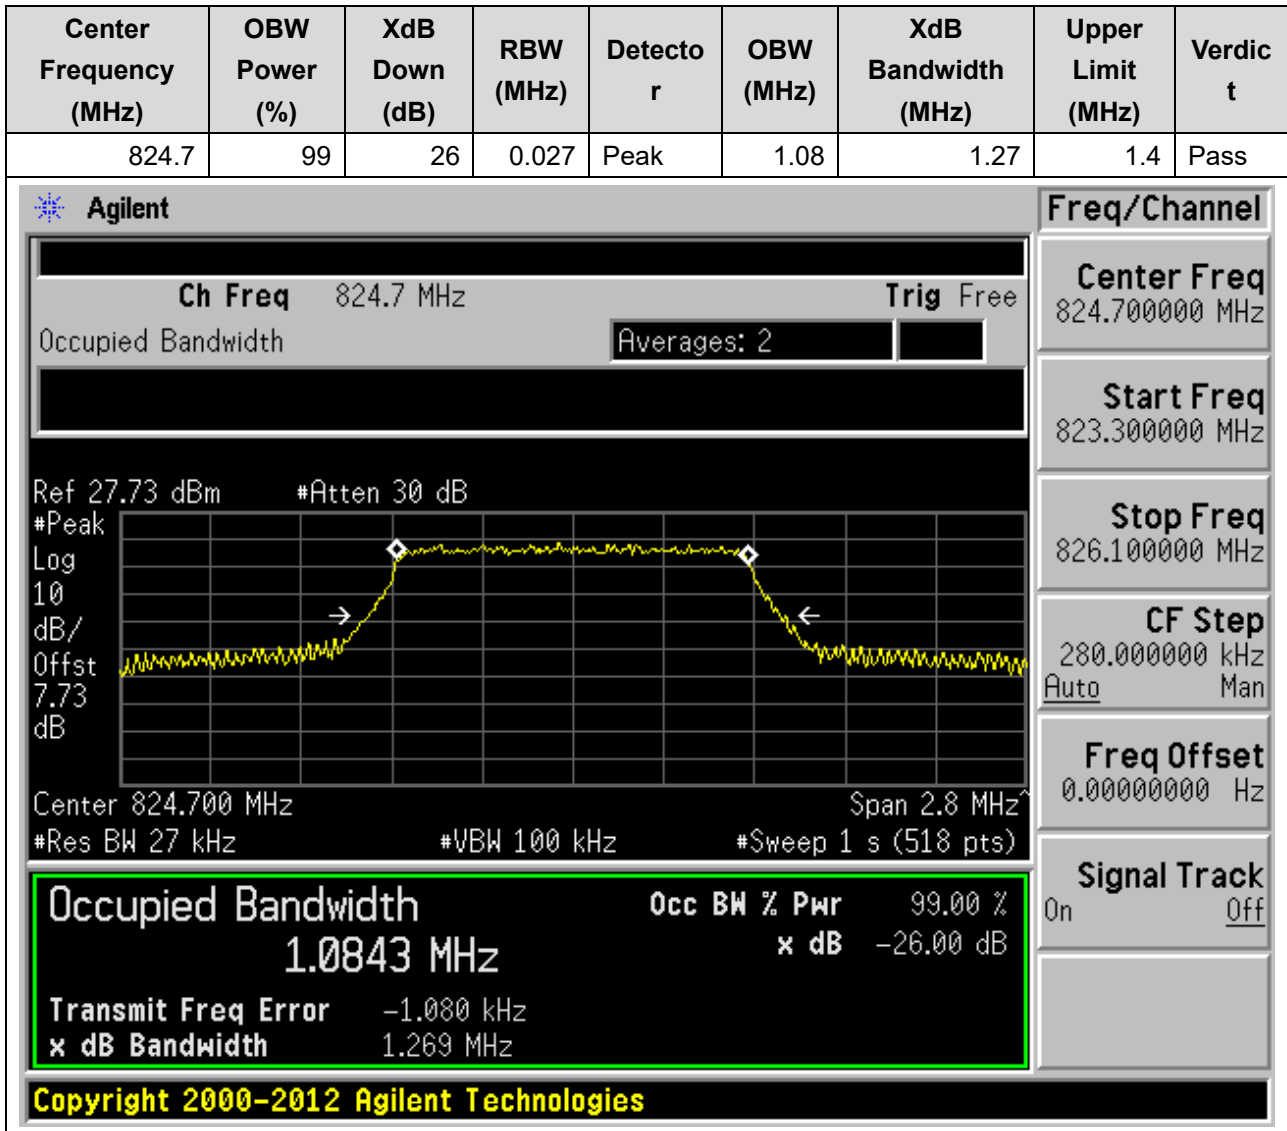 Center Frequency (MHz) OBW Power (%) XdB Down (dB) RBW (MHz) Detector OBW (MHz) XdB Bandwidth (MHz) Upper Limit (MHz) Verdict
824.7 99 26 0.027 Peak 1.08 1.27 1.4 Pass
Agilent
Freq/Channel
Ch Freq 824.7 MHz Trig Free
Occupied Bandwidth Averages: 2
Center Freq
824.700000 MHz
Start Freq
823.300000 MHz
Stop Freq
826.100000 MHz
CF Step
280.000000 kHz
Auto Man
Freq Offset
0.00000000 Hz
Signal Track
On Off
Ref 27.73 dBm #Atten 30 dB
#Peak
Log
10
dB/
Offst
7.73
dB
Center 824.700 MHz Span 2.8 MHz^
#Res BW 27 kHz #VBW 100 kHz #Sweep 1 s (518 pts)
Occupied Bandwidth Occ BW % Pwr 99.00 %
1.0843 MHz x dB -26.00 dB
Transmit Freq Error -1.080 kHz
x dB Bandwidth 1.269 MHz
Copyright 2000-2012 Agilent Technologies